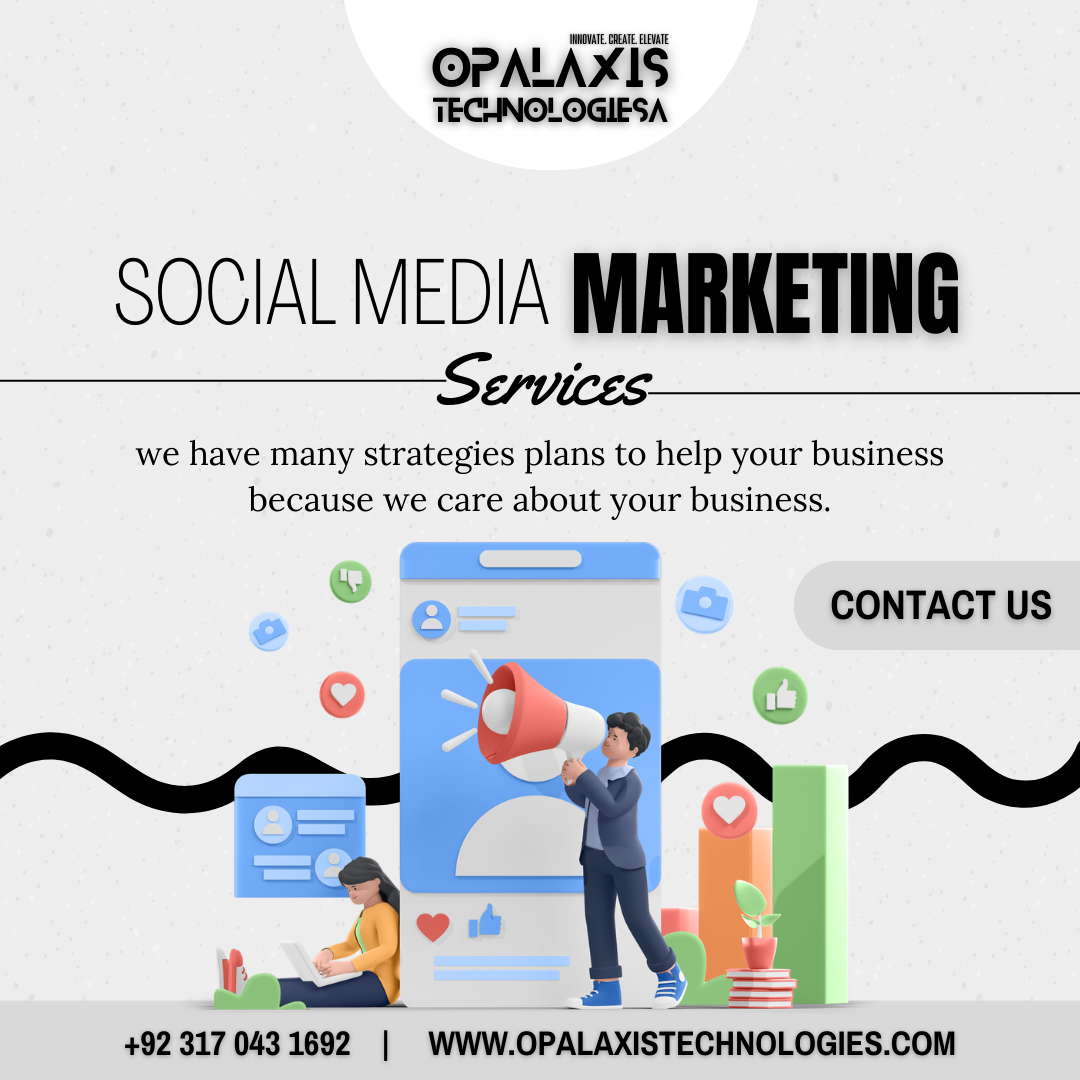 INNOVATE. CREATE. ELEVATE
OPALAXIS
TECHNOLOGIESA
SOCIAL MEDIA MARKETING
Services
we have many strategies plans to help your business
because we care about your business.
CONTACT US
+92 317 043 1692 | WWW.OPALAXISTECHNOLOGIES.COM